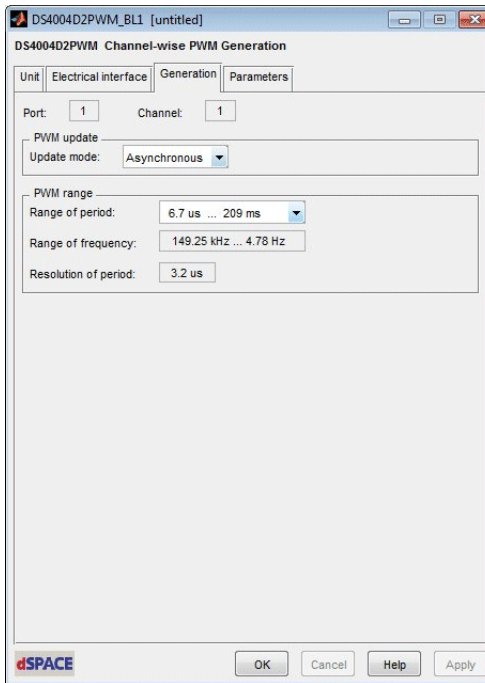 DS4004D2PWM_BL1 [untitled]
DS4004D2PWM Channel-wise PWM Generation
Unit Electrical interface Generation Parameters
Port: 1 Channel: 1
PWM update
Update mode: Asynchronous
PWM range
Range of period: 6.7 us ... 209 ms
Range of frequency: 149.25 kHz ... 4.78 Hz
Resolution of period: 3.2 us
dSPACE OK Cancel Help Apply